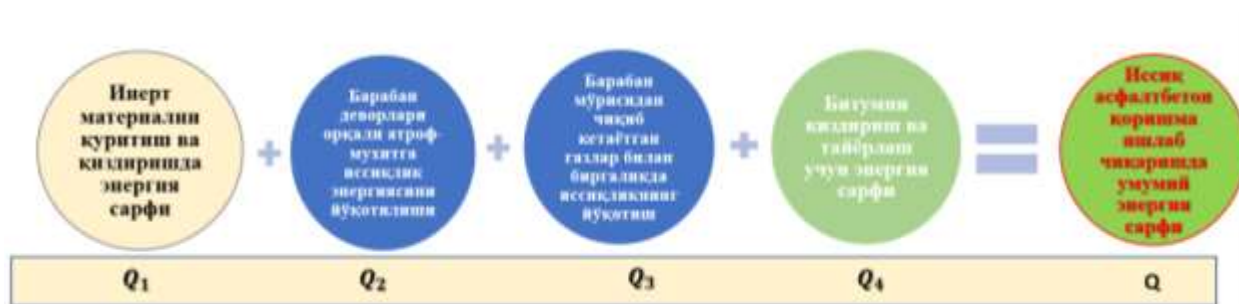 Инерт
материални
қуритиш ва
қиздиришда
энергия
сарфи
+
Барабан
деворлари
орқали атроф-
мухитга
иссиқлик
энергиясини
йўқотилиши
+
Барабан
мўрисидан
чиқиб
кетаётган
газлар билан
биргаликда
иссиқликнинг
йўқотиш
+
Битумни
қиздириш ва
тайёрлаш
учун энергия
сарфи
=
Иссиқ
асфалтбетон
қоришма
ишлаб
чиқаришда
умумий
энергия
сарфи
Q₁ Q₂ Q₃ Q₄ Q